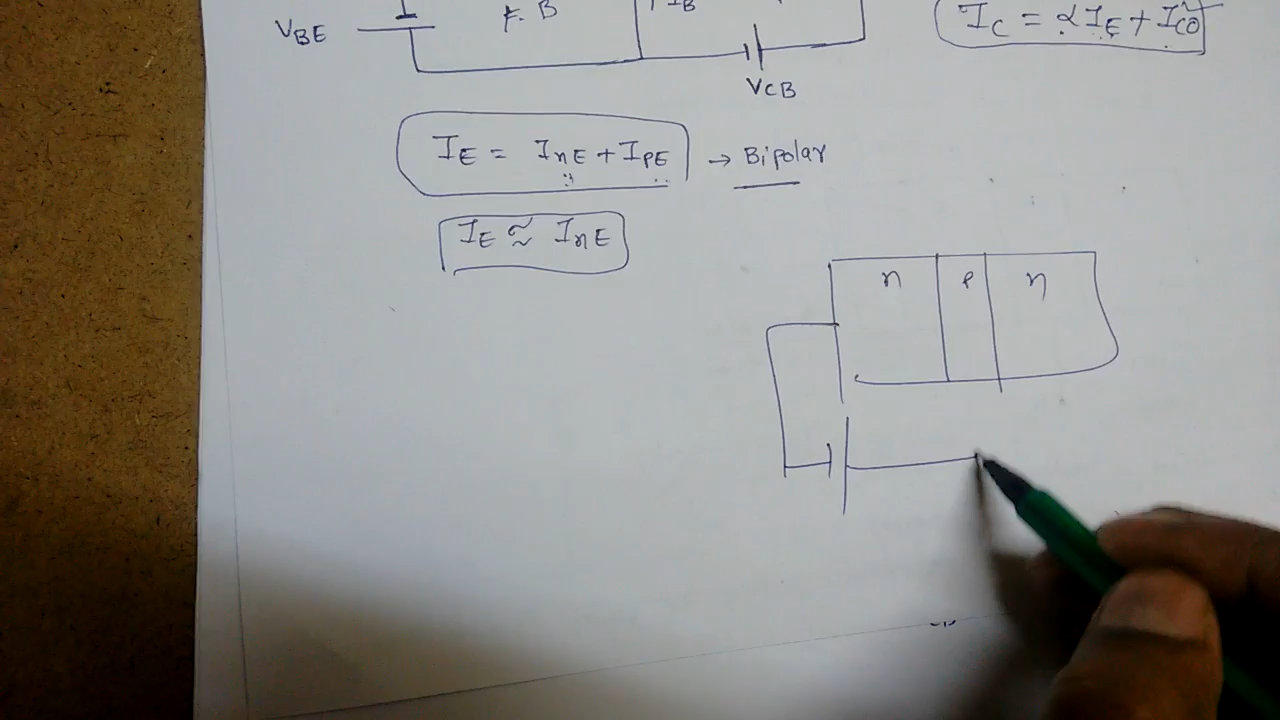 VBE F.B IB IC = αIE + ICO
VCB
IE = InE + IPE → Bipolar
IE ≈ InE
n P n